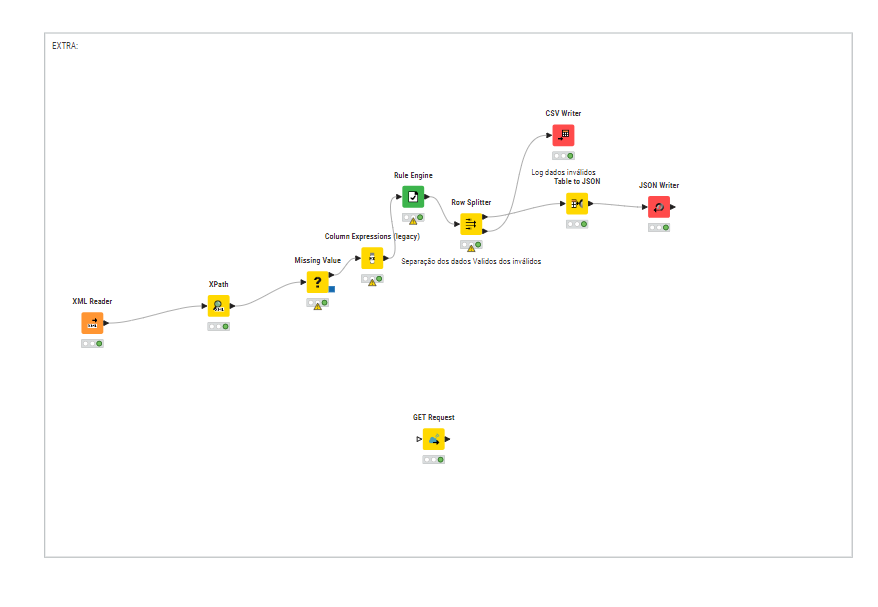 EXTRA:
CSV Writer
Log dados inválidos
Table to JSON
JSON Writer
Rule Engine
Row Splitter
Column Expressions (legacy)
Separação dos dados Validos dos inválidos
Missing Value
XPath
XML Reader
GET Request